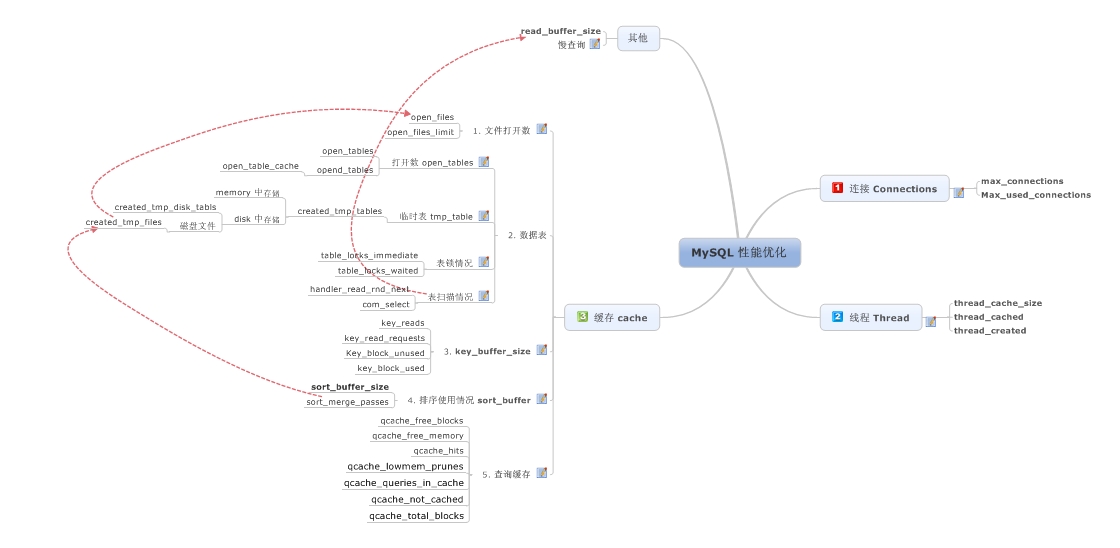 MySQL 性能优化
1 连接 Connections
max_connections
Max_used_connections
2 线程 Thread
thread_cache_size
thread_cached
thread_created
3 缓存 cache
1. 文件打开数
open_files
open_files_limit
2. 数据表
打开数 open_tables
open_tables
opend_tables
open_table_cache
临时表 tmp_table
created_tmp_tables
memory 中存储
disk 中存储
created_tmp_disk_tabls
磁盘文件
created_tmp_files
表锁情况
table_locks_immediate
table_locks_waited
表扫描情况
handler_read_rnd_next
com_select
3. key_buffer_size
key_reads
key_read_requests
Key_block_unused
key_block_used
4. 排序使用情况 sort_buffer
sort_buffer_size
sort_merge_passes
5. 查询缓存
qcache_free_blocks
qcache_free_memory
qcache_hits
qcache_lowmem_prunes
qcache_queries_in_cache
qcache_not_cached
qcache_total_blocks
其他
read_buffer_size
慢查询